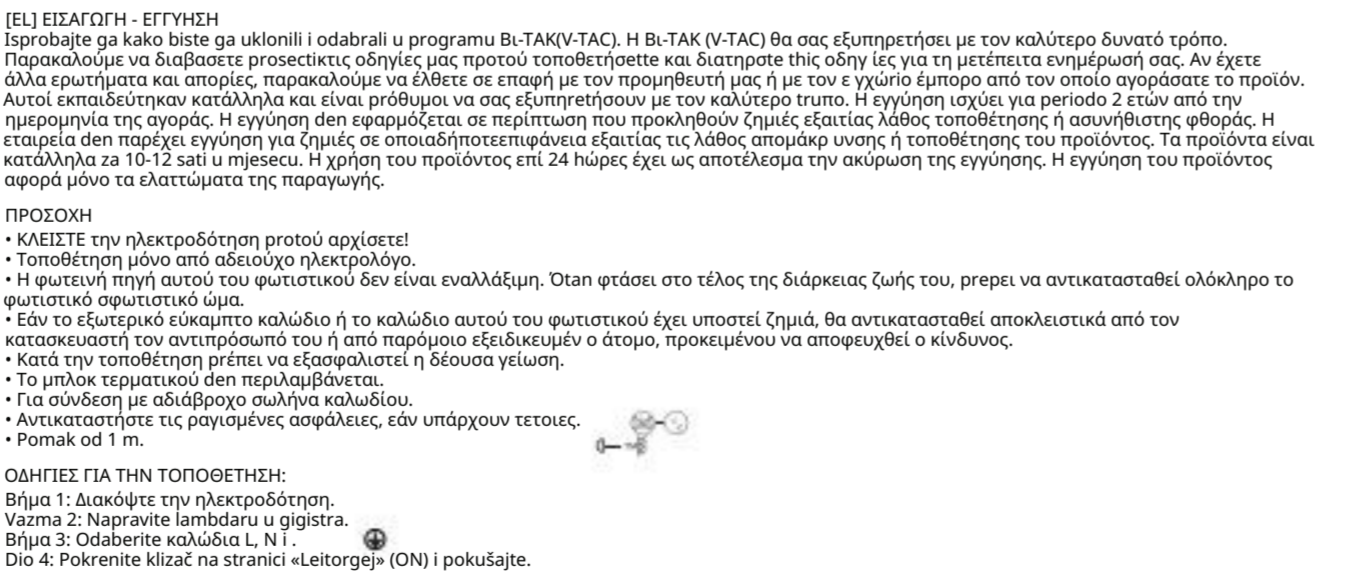 [EL] ΕΙΣΑΓΩΓΗ - ΕΓΓΥΗΣΗ
Isprobajte ga kako biste ga uklonili i odabrali u programu Βι-ΤΑΚ(V-TAC). Η Βι-ΤΑΚ (V-TAC) θα σας εξυπηρετήσει με τον καλύτερο δυνατό τρόπο.
Παρακαλούμε να διαβασετε prosectikτις οδηγίες μας προτού τοποθετήσette και διατηρste thiς οδηγ ίες για τη μετέπειτα ενημέρωσή σας. Αν έχετε
άλλα ερωτήματα και απορίες, παρακαλούμε να έλθετε σε επαφή με τον προμηθευτή μας ή με τον ε γχώrio έμπορο από τον οποίο αγοράσατε το προϊόν.
Αυτοί εκπαιδεύτηκαν κατάλληλα και είναι prόθυμοι να σας εξυπηretήσουν με τον καλύτερο truπο. Η εγγύηση ισχύει για periodo 2 ετών από την
ημερομηνία της αγοράς. Η εγγύηση den εφαρμόζεται σε περίπτωση που προκληθούν ζημιές εξαιτίας λάθος τοποθέτησης ή ασυνήθιστης φθοράς. Η
εταιρεία den παρέχει εγγύηση για ζημιές σε οποιαδήποτεεπιφάνεια εξαιτίας τις λάθος απομάκρ υνσης ή τοποθέτησης του προϊόντος. Τα προϊόντα είναι
κατάλληλα za 10-12 sati u mjesecu. Η χρήση του προϊόντος επί 24 hώρες έχει ως αποτέλεσμα την ακύρωση της εγγύησης. Η εγγύηση του προϊόντος
αφορά μόνο τα ελαττώματα της παραγωγής.
ΠΡΟΣΟΧΗ
• ΚΛΕΙΣΤΕ την ηλεκτροδότηση protoύ αρχίσετε!
• Τοποθέτηση μόνο από αδειούχο ηλεκτρολόγο.
• Η φωτεινή πηγή αυτού του φωτιστικού δεν είναι εναλλάξιμη. Ótan φτάσει στο τέλος της διάρκειας ζωής του, prepει να αντικατασταθεί ολόκληρο το
φωτιστικό σφωτιστικό ώμα.
• Εάν το εξωτερικό εύκαμπτο καλώδιο ή το καλώδιο αυτού του φωτιστικού έχει υποστεί ζημιά, θα αντικατασταθεί αποκλειστικά από τον
κατασκευαστή τον αντιπρόσωπό του ή από παρόμοιο εξειδικευμέν ο άτομο, προκειμένου να αποφευχθεί ο κίνδυνος.
• Κατά την τοποθέτηση prέπει να εξασφαλιστεί η δέουσα γείωση.
• Το μπλοκ τερματικού den περιλαμβάνεται.
• Για σύνδεση με αδιάβροχο σωλήνα καλωδίου.
• Αντικαταστήστε τις ραγισμένες ασφάλειες, εάν υπάρχουν τετοιες.
• Pomak od 1 m.
ΟΔΗΓΙΕΣ ΓΙΑ ΤΗΝ ΤΟΠΟΘΕΤΗΣΗ:
Βήμα 1: Διακόψτε την ηλεκτροδότηση.
Vazma 2: Napravite lambdaru u gigistra.
Βήμα 3: Odaberite καλώδια L, N i .
Dio 4: Pokrenite klizač na stranici «Leitorgej» (ON) i pokušajte.